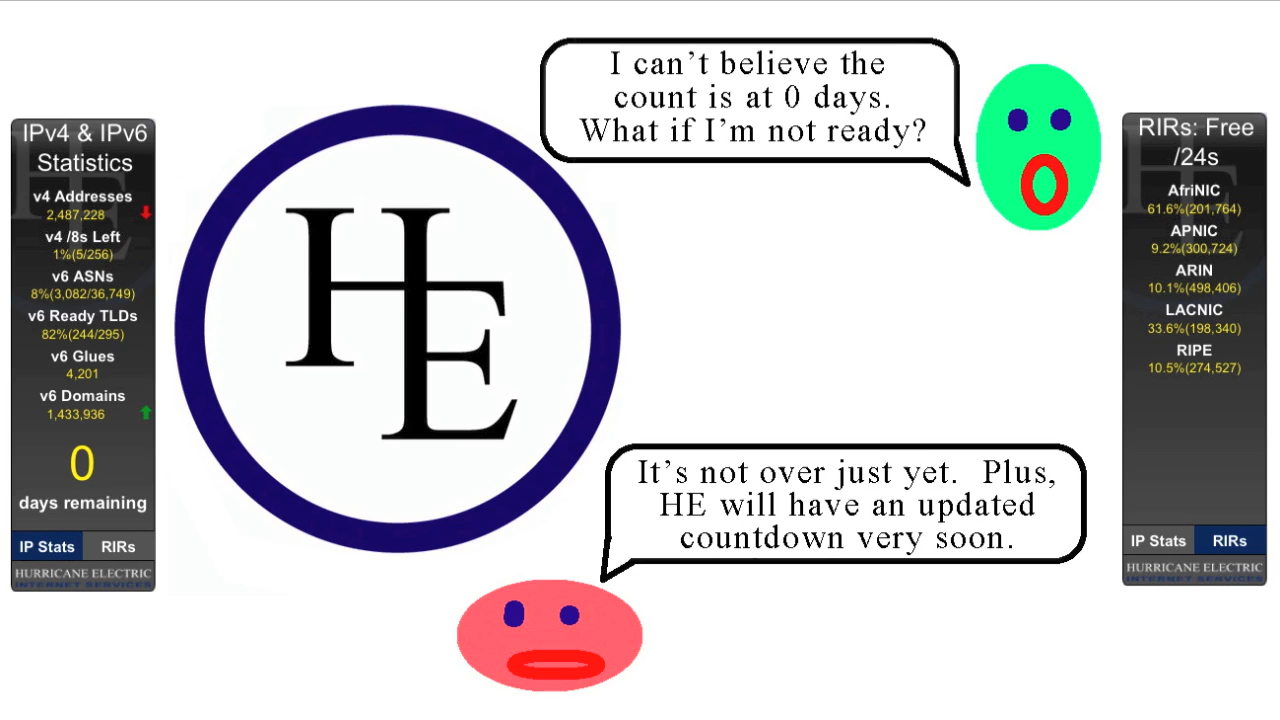 I can't believe the
count is at 0 days.
What if I'm not ready?
IPv4 & IPv6
Statistics
v4 Addresses
2,487,228
v4 /8s Left
1%(5/256)
v6 ASNs
8%(3,082/36,749)
v6 Ready TLDs
82%(244/295)
v6 Glues
4,201
v6 Domains
1,433,936
0
days remaining
IP Stats RIRs
HURRICANE ELECTRIC
INTERNET SERVICES
HE
It's not over just yet. Plus,
HE will have an updated
countdown very soon.
RIRs: Free
/24s
AfriNIC
61.6%(201,764)
APNIC
9.2%(300,724)
ARIN
10.1%(498,406)
LACNIC
33.6%(198,340)
RIPE
10.5%(274,527)
IP Stats RIRs
HURRICANE ELECTRIC
INTERNET SERVICES